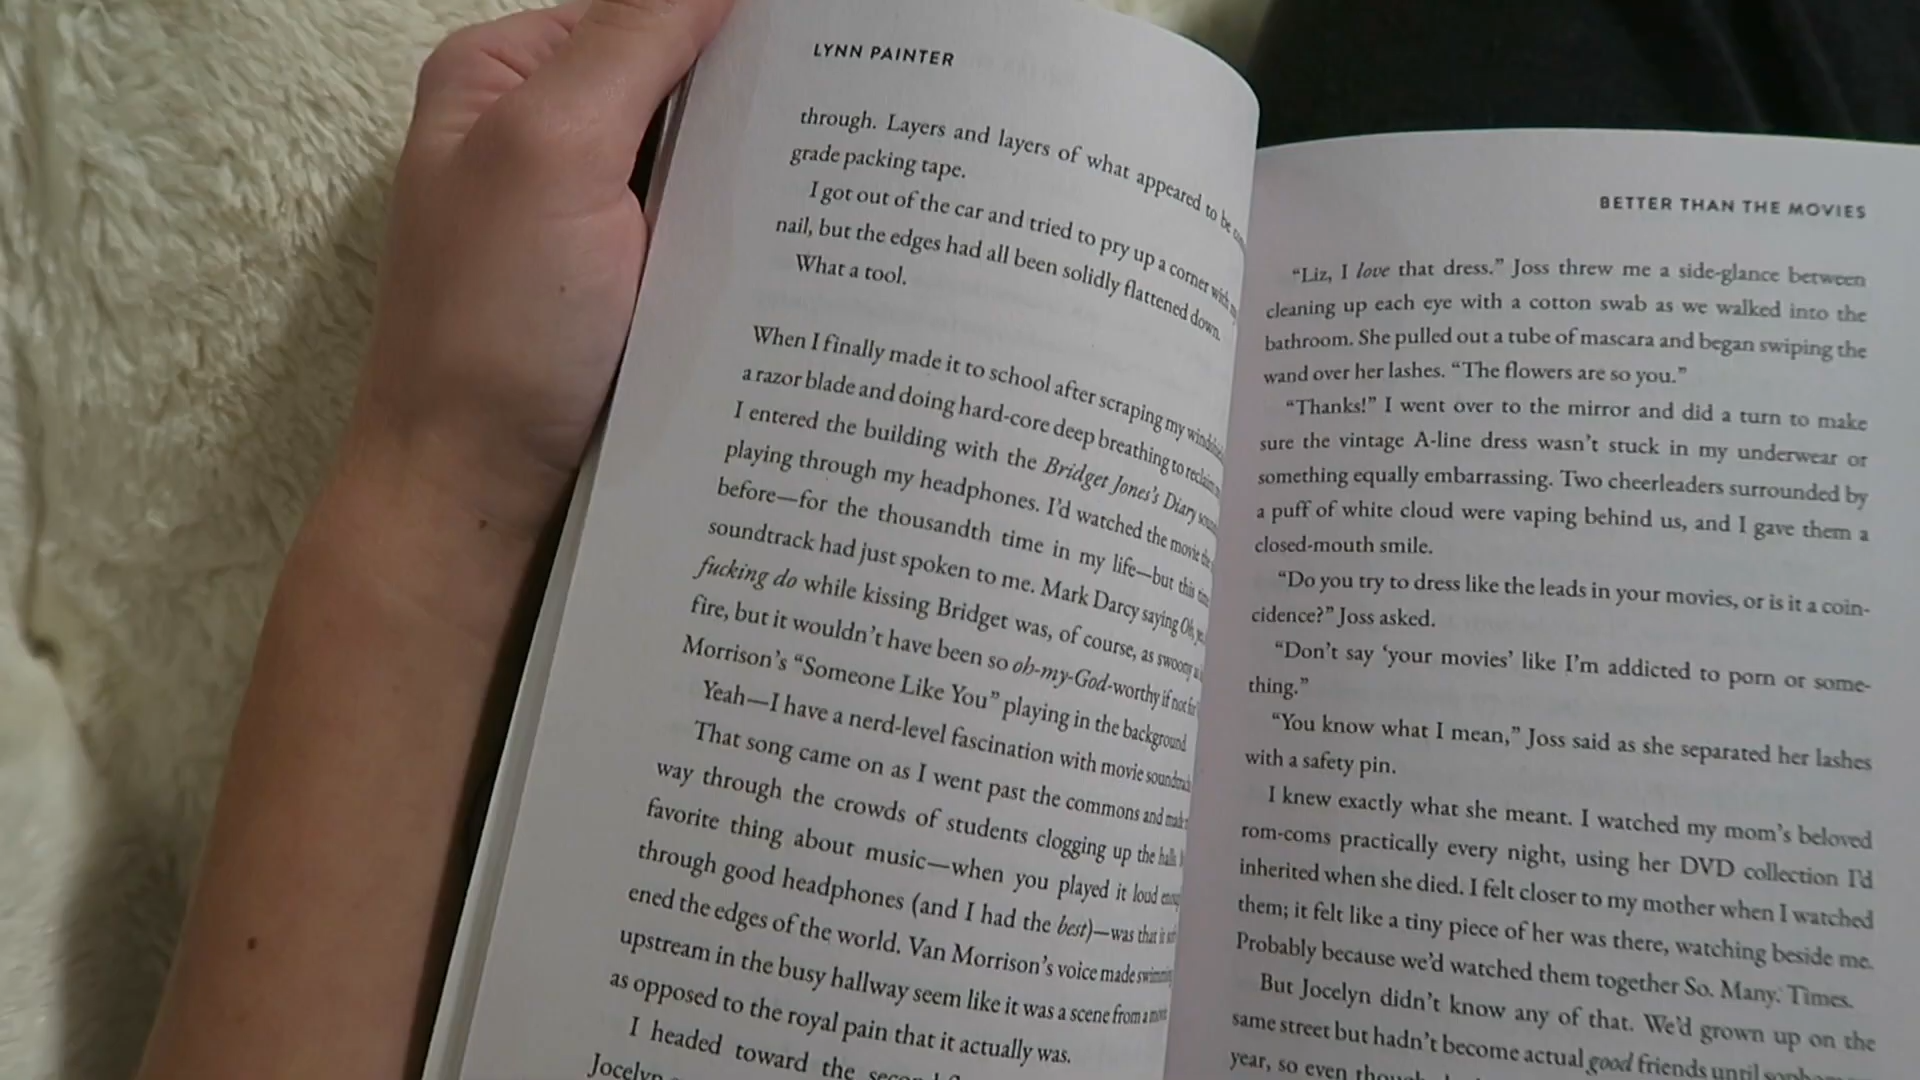 LYNN PAINTER
through. Layers and layers of what appeared to be
grade packing tape.
I got out of the car and tried to pry up a corner with
nail, but the edges had all been solidly flattened down.
What a tool.
When I finally made it to school after scraping my
a razor blade and doing hard-core deep breathing to
I entered the building with the Bridget Jones's Diary
playing through my headphones. I'd watched the movie
before—for the thousandth time in my life—but this
soundtrack had just spoken to me. Mark Darcy saying Oh,
fucking do while kissing Bridget was, of course, as swoony
fire, but it wouldn't have been so oh-my-God-worthy if not for
Morrison's “Someone Like You” playing in the background
Yeah—I have a nerd-level fascination with movie
That song came on as I went past the commons and
way through the crowds of students clogging up the
favorite thing about music—when you played it loud
through good headphones (and I had the best)—was that it
ened the edges of the world. Van Morrison's voice made
upstream in the busy hallway seem like it was a scene from a
as opposed to the royal pain that it actually was.
I headed toward the
Jocelyn
BETTER THAN THE MOVIES
“Liz, I love that dress.” Joss threw me a side-glance between
cleaning up each eye with a cotton swab as we walked into the
bathroom. She pulled out a tube of mascara and began swiping the
wand over her lashes. “The flowers are so you.”
“Thanks!” I went over to the mirror and did a turn to make
sure the vintage A-line dress wasn't stuck in my underwear or
something equally embarrassing. Two cheerleaders surrounded by
a puff of white cloud were vaping behind us, and I gave them a
closed-mouth smile.
“Do you try to dress like the leads in your movies, or is it a coin-
cidence?” Joss asked.
“Don't say ‘your movies’ like I'm addicted to porn or some-
thing.”
“You know what I mean,” Joss said as she separated her lashes
with a safety pin.
I knew exactly what she meant. I watched my mom's beloved
rom-coms practically every night, using her DVD collection I'd
inherited when she died. I felt closer to my mother when I watched
them; it felt like a tiny piece of her was there, watching beside me.
Probably because we'd watched them together So. Many. Times.
But Jocelyn didn't know any of that. We'd grown up on the
same street but hadn't become actual good friends until
year, so even